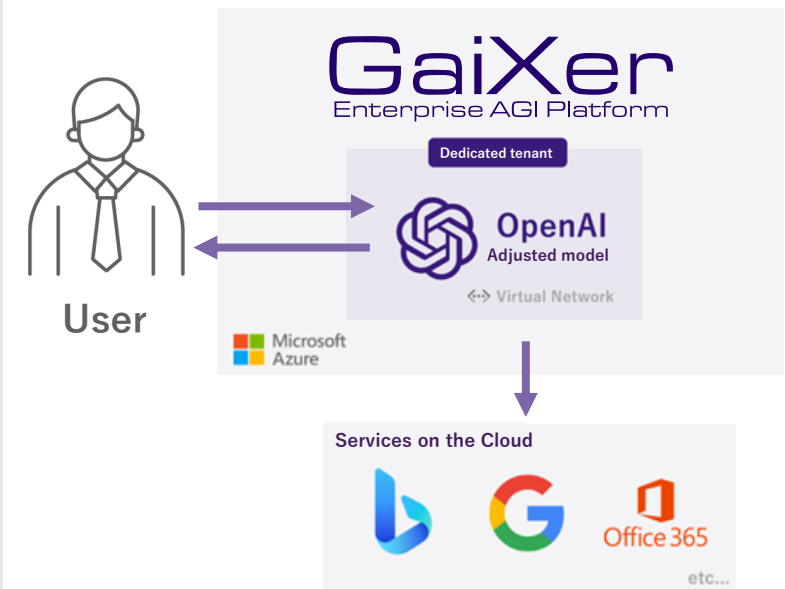 GaiXer
Enterprise AGI Platform
Dedicated tenant
OpenAI
Adjusted model
Virtual Network
User
Microsoft
Azure
Services on the Cloud
Office 365
etc...